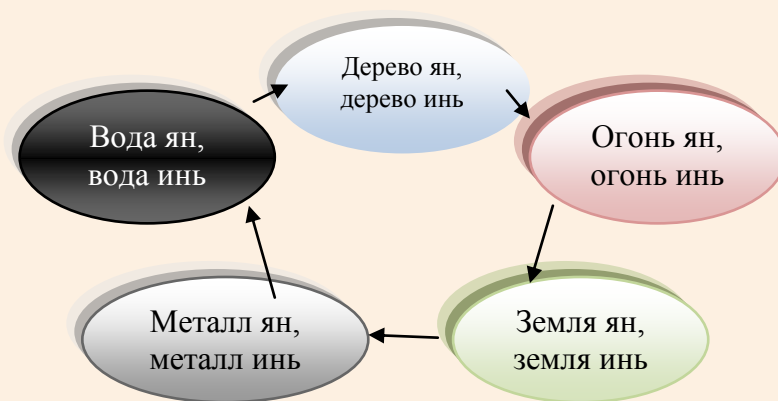 Дерево ян,
дерево инь
Вода ян,
вода инь
Огонь ян,
огонь инь
Металл ян,
металл инь
Земля ян,
земля инь